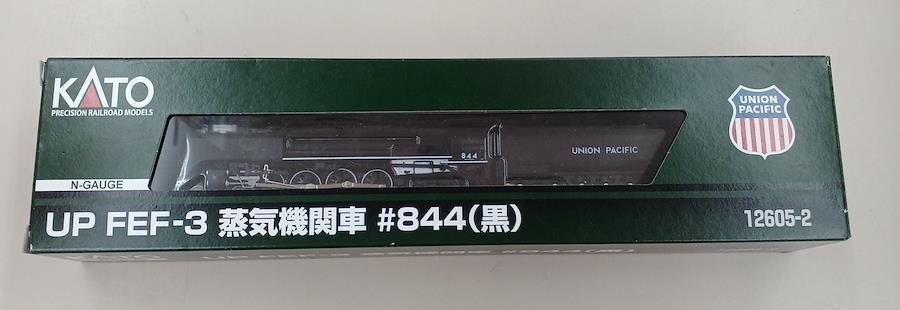 KATO
PRECISION RAILROAD MODELS
UNION
PACIFIC
844
UNION PACIFIC
N-GAUGE
UP FEF-3 蒸気機関車 #844(黒)
12605-2
KATO